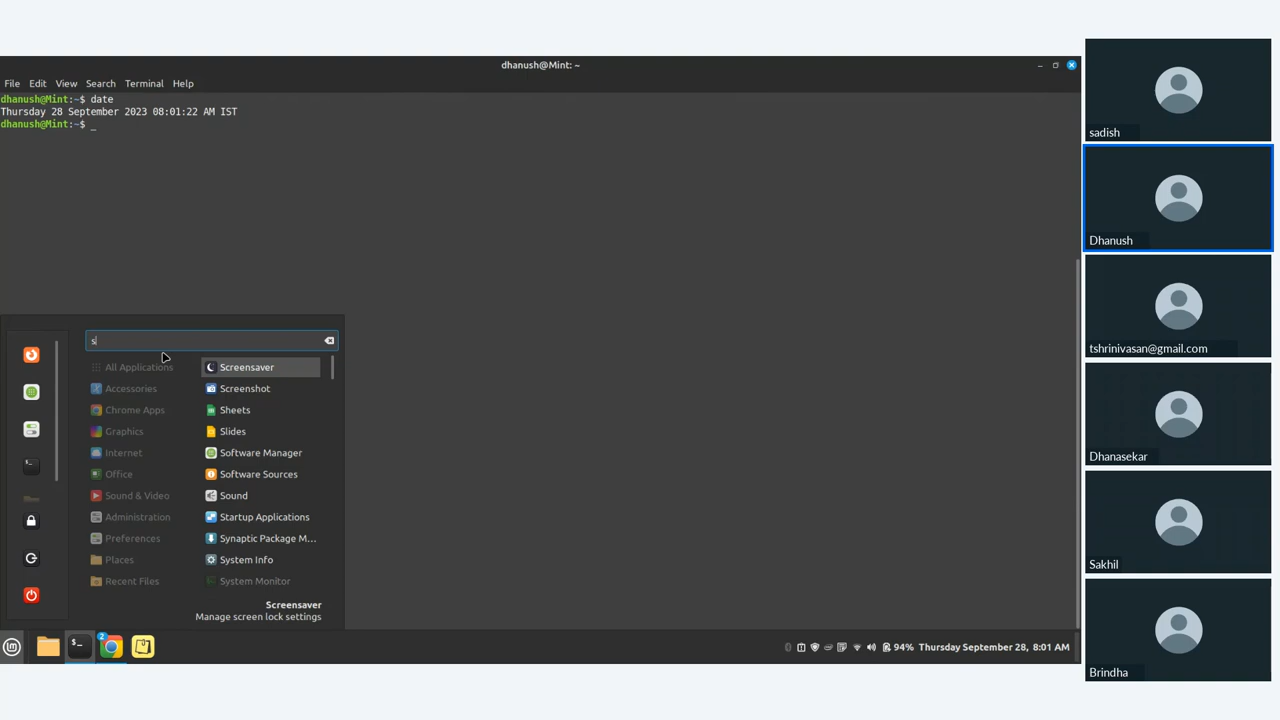 dhanush@Mint: ~
File Edit View Search Terminal Help
dhanush@Mint:~$ date
Thursday 28 September 2023 08:01:22 AM IST
dhanush@Mint:~$ _
s
All Applications
Accessories
Chrome Apps
Graphics
Internet
Office
Sound & Video
Administration
Preferences
Places
Recent Files
Screensaver
Screenshot
Sheets
Slides
Software Manager
Software Sources
Sound
Startup Applications
Synaptic Package M...
System Info
System Monitor
Screensaver
Manage screen lock settings
2
94% Thursday September 28, 8:01 AM
sadish
Dhanush
tshrinivasan@gmail.com
Dhanasekar
Sakhil
Brindha